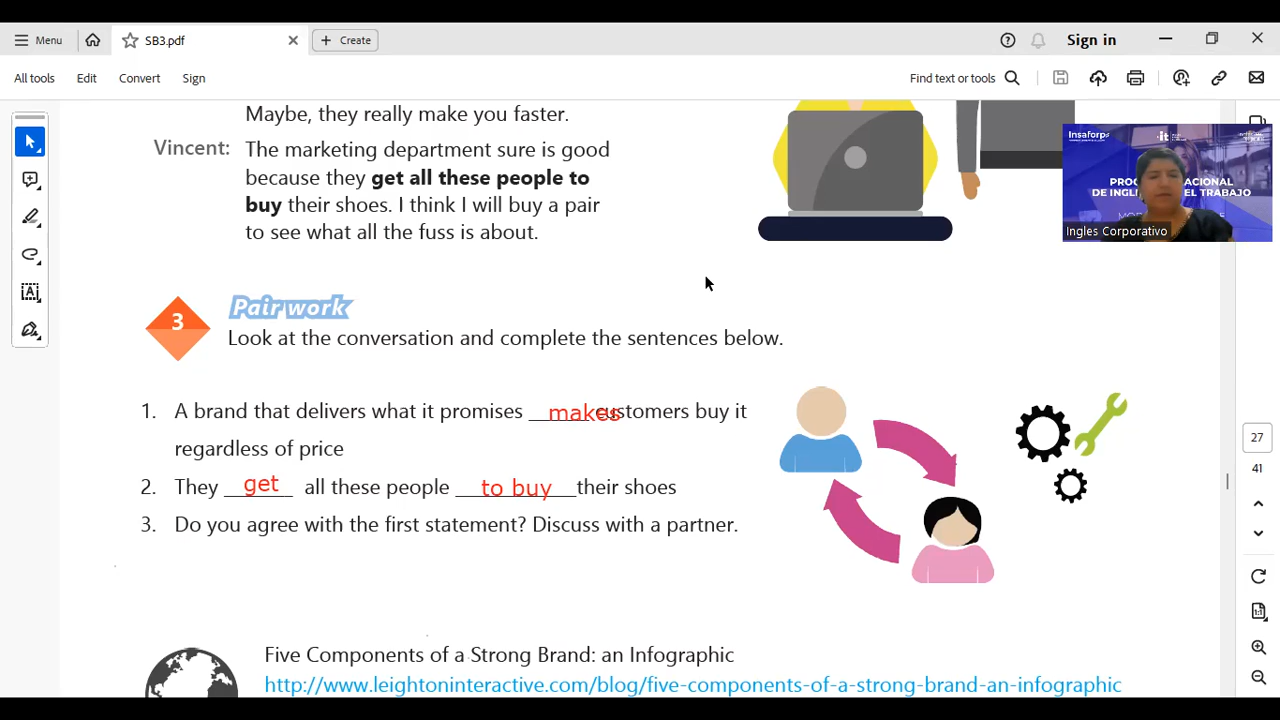 Menu
SB3.pdf
Create
Sign in
All tools
Edit
Convert
Sign
Find text or tools
Maybe, they really make you faster.
Vincent: The marketing department sure is good
because they get all these people to
buy their shoes. I think I will buy a pair
to see what all the fuss is about.
Insaforp
Ingles Corporativo
3
Pair work
Look at the conversation and complete the sentences below.
1. A brand that delivers what it promises makes customers buy it
regardless of price
2. They get all these people to buy their shoes
3. Do you agree with the first statement? Discuss with a partner.
27
41
Five Components of a Strong Brand: an Infographic
http://www.leightoninteractive.com/blog/five-components-of-a-strong-brand-an-infographic